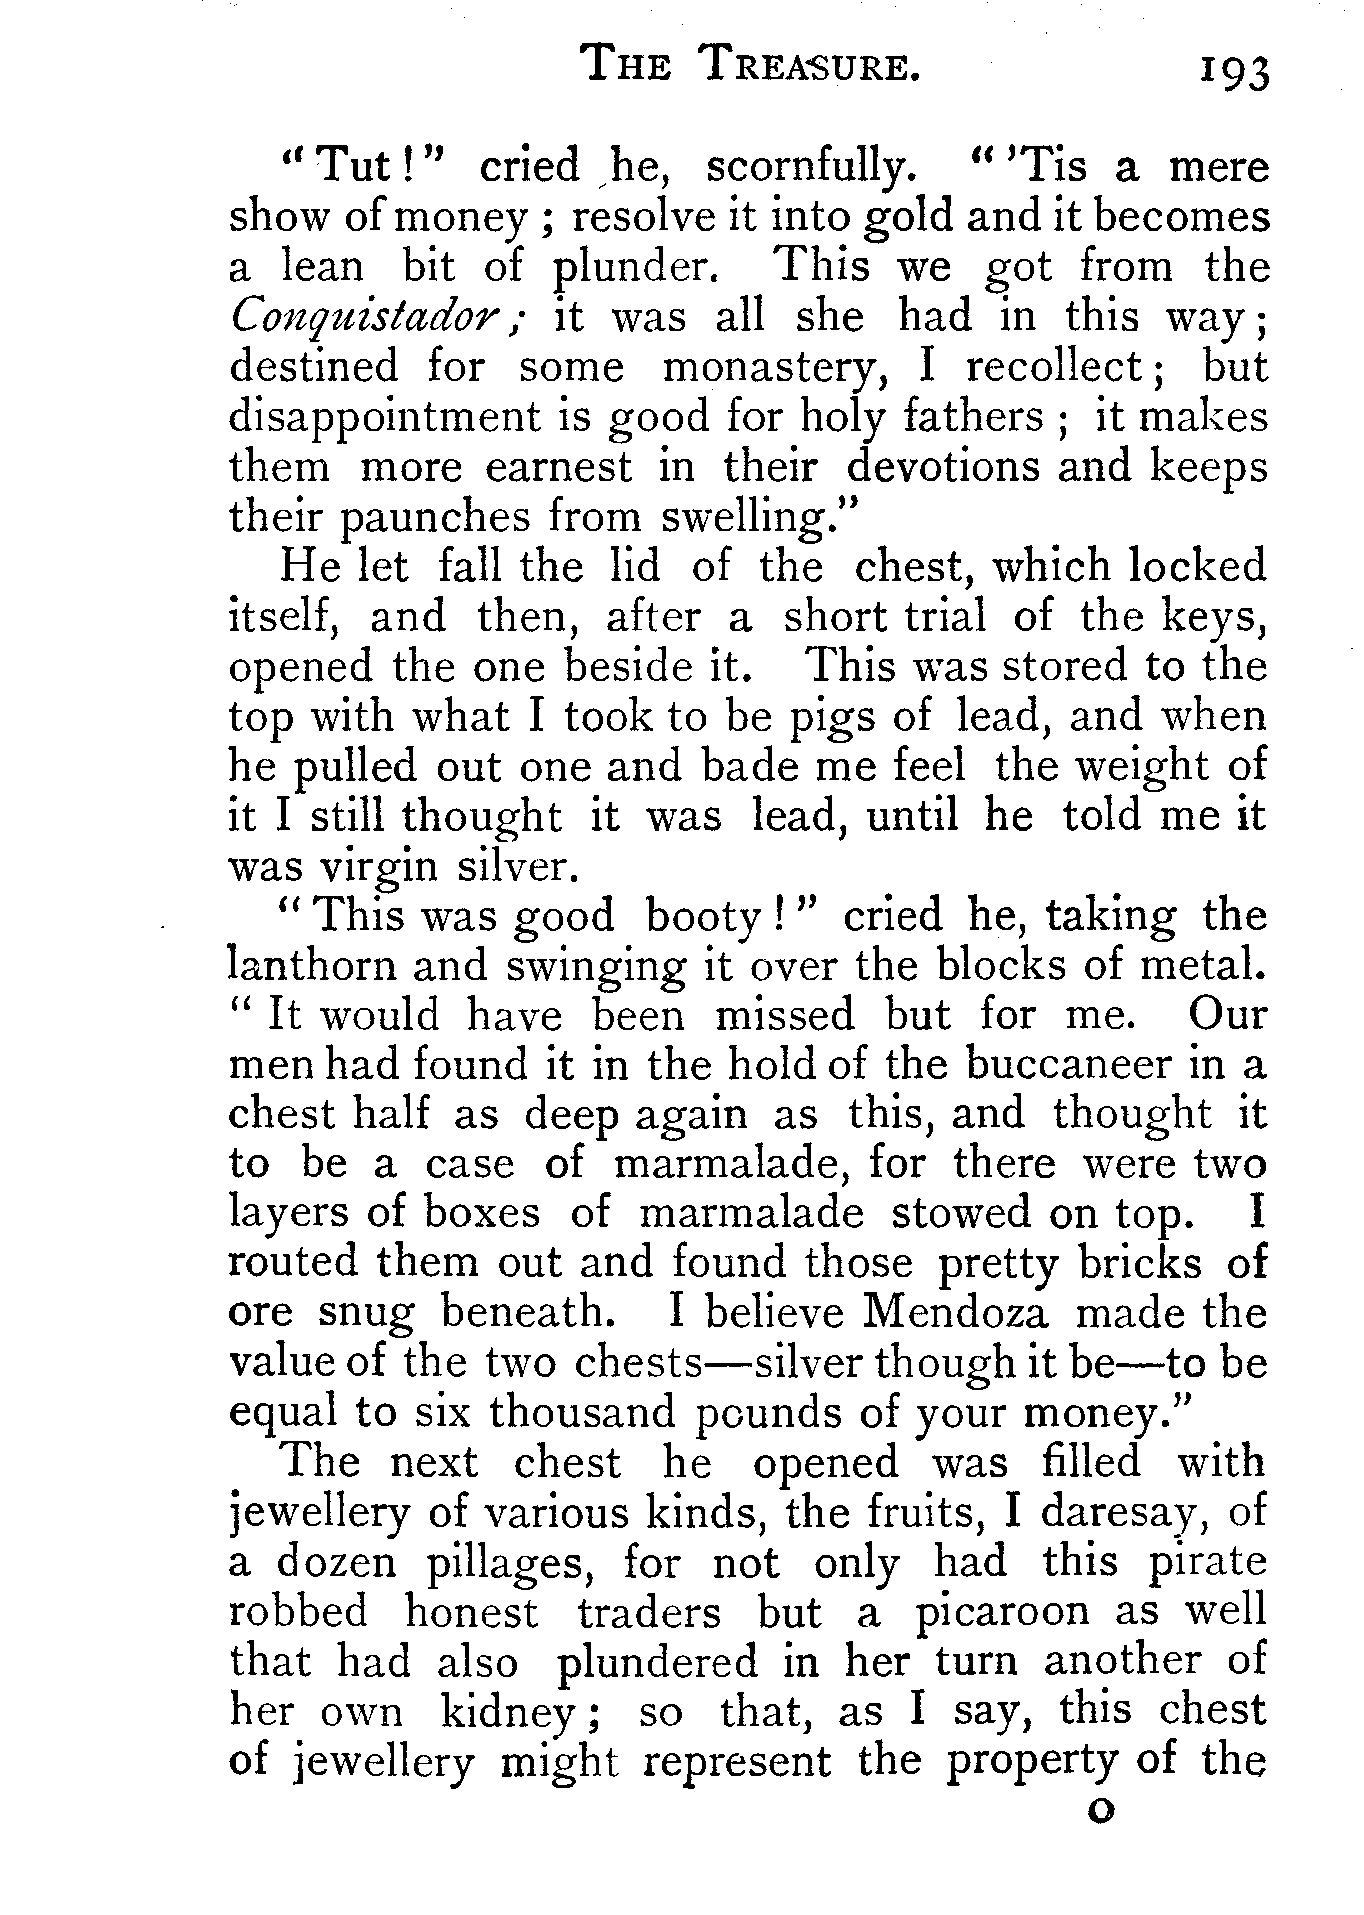 THE TREASURE. 193
"Tut!" cried he, scornfully. "'Tis a mere
show of money; resolve it into gold and it becomes
a lean bit of plunder. This we got from the
Conquistador; it was all she had in this way;
destined for some monastery, I recollect; but
disappointment is good for holy fathers; it makes
them more earnest in their devotions and keeps
their paunches from swelling."
He let fall the lid of the chest, which locked
itself, and then, after a short trial of the keys,
opened the one beside it. This was stored to the
top with what I took to be pigs of lead, and when
he pulled out one and bade me feel the weight of
it I still thought it was lead, until he told me it
was virgin silver.
"This was good booty!" cried he, taking the
lanthorn and swinging it over the blocks of metal.
"It would have been missed but for me. Our
men had found it in the hold of the buccaneer in a
chest half as deep again as this, and thought it
to be a case of marmalade, for there were two
layers of boxes of marmalade stowed on top. I
routed them out and found those pretty bricks of
ore snug beneath. I believe Mendoza made the
value of the two chests—silver though it be—to be
equal to six thousand pounds of your money."
The next chest he opened was filled with
jewellery of various kinds, the fruits, I daresay, of
a dozen pillages, for not only had this pirate
robbed honest traders but a picaroon as well
that had also plundered in her turn another of
her own kidney; so that, as I say, this chest
of jewellery might represent the property of the
O